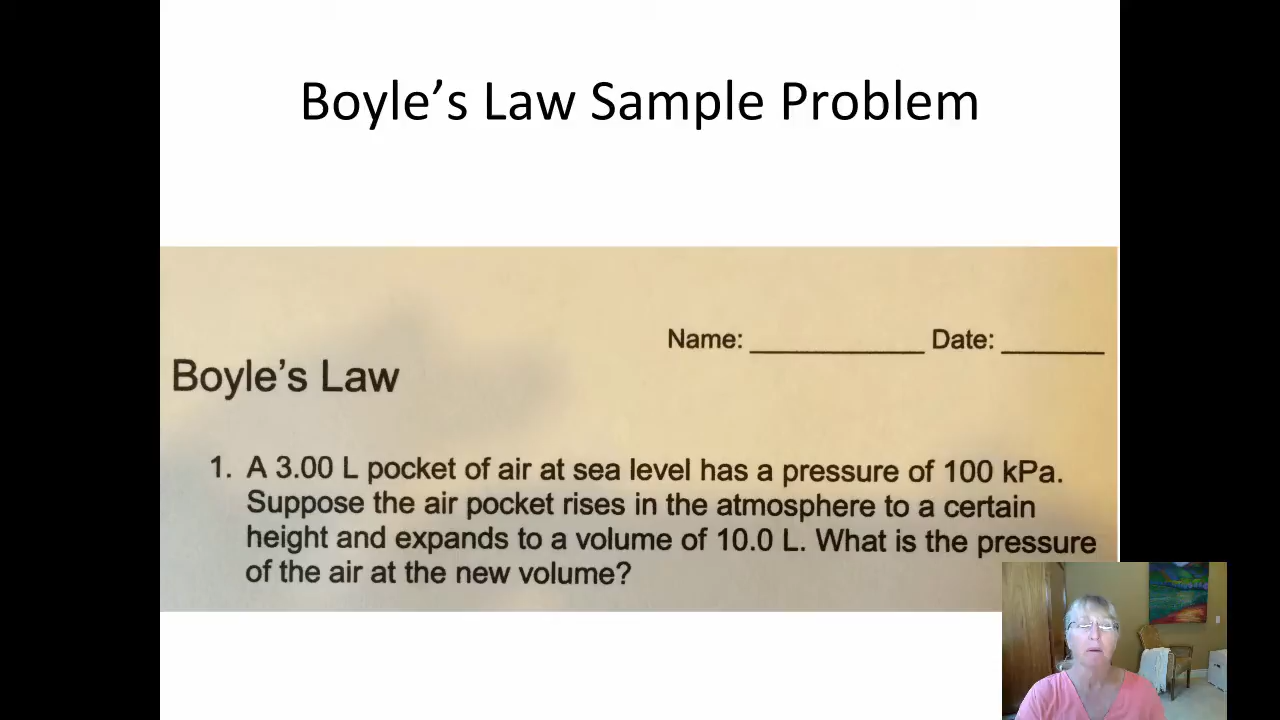 Boyle’s Law Sample Problem
Name: ___________ Date: _______
Boyle’s Law
1. A 3.00 L pocket of air at sea level has a pressure of 100 kPa.
Suppose the air pocket rises in the atmosphere to a certain
height and expands to a volume of 10.0 L. What is the pressure
of the air at the new volume?